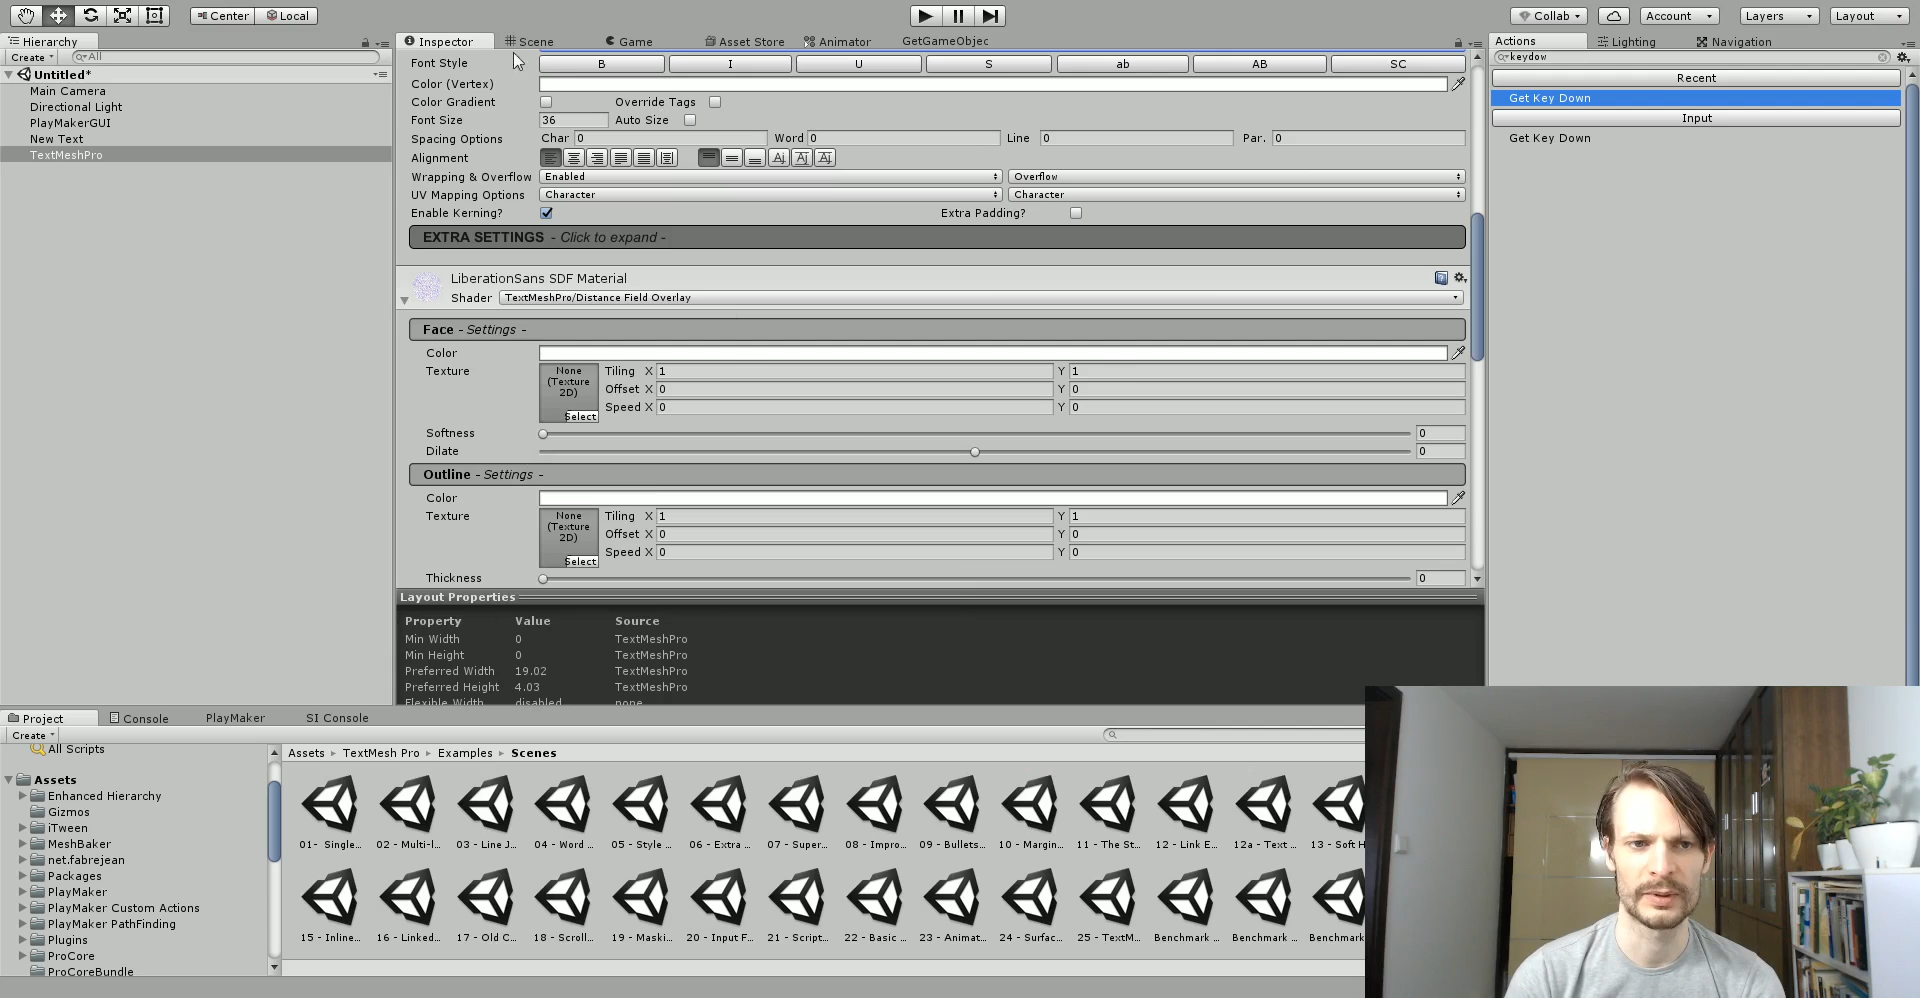 Center Local
Collab Account Layers Layout
Hierarchy
Create All
Untitled*
Main Camera
Directional Light
PlayMakerGUI
New Text
TextMeshPro
Inspector Scene Game Asset Store Animator GetGameObjec
Font Style B I U S ab AB SC
Color (Vertex)
Color Gradient Override Tags
Font Size 36 Auto Size
Spacing Options Char 0 Word 0 Line 0 Par. 0
Alignment
Wrapping & Overflow Enabled Overflow
UV Mapping Options Character Character
Enable Kerning? Extra Padding?
EXTRA SETTINGS - Click to expand -
LiberationSans SDF Material
Shader TextMeshPro/Distance Field Overlay
Face - Settings -
Color
Texture None (Texture 2D) Select
Tiling X 1 Y 1
Offset X 0 Y 0
Speed X 0 Y 0
Softness 0
Dilate 0
Outline - Settings -
Color
Texture None (Texture 2D) Select
Tiling X 1 Y 1
Offset X 0 Y 0
Speed X 0 Y 0
Thickness 0
Layout Properties
Property Value Source
Min Width 0 TextMeshPro
Min Height 0 TextMeshPro
Preferred Width 19.02 TextMeshPro
Preferred Height 4.03 TextMeshPro
Flexible Width disabled none
Actions Lighting Navigation
keydow
Recent
Get Key Down
Input
Get Key Down
Project Console PlayMaker SI Console
Create
All Scripts
Assets
Enhanced Hierarchy
Gizmos
iTween
MeshBaker
net.fabrejean
Packages
PlayMaker
PlayMaker Custom Actions
PlayMaker PathFinding
Plugins
ProCore
ProCoreBundle
Assets TextMesh Pro Examples Scenes
01- Single... 02 - Multi-l... 03 - Line J... 04 - Word ... 05 - Style ... 06 - Extra ... 07 - Super... 08 - Impro... 09 - Bullets... 10 - Margin... 11 - The St... 12 - Link E... 12a - Text ... 13 - Soft H
15 - Inline... 16 - Linked... 17 - Old C... 18 - Scroll... 19 - Maski... 20 - Input F... 21 - Script... 22 - Basic ... 23 - Animat... 24 - Surfac... 25 - TextM... Benchmark ... Benchmark ... Benchmark